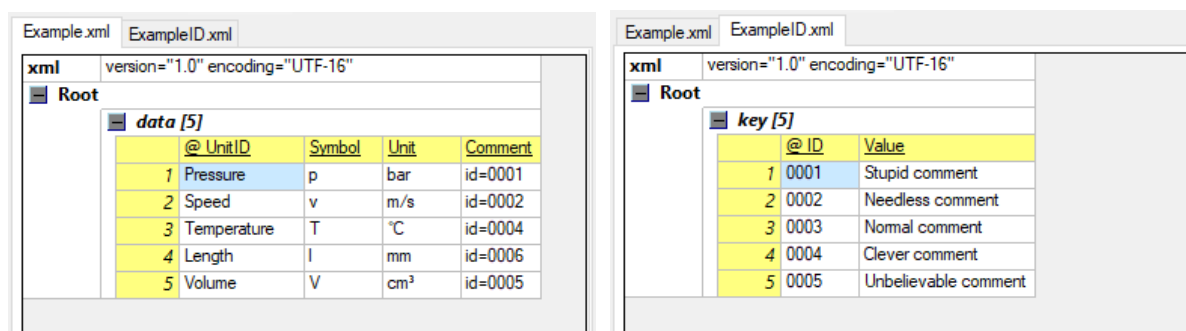 Example.xml ExampleID.xml
xml version="1.0" encoding="UTF-16"
Root
data [5]
@ UnitID Symbol Unit Comment
1 Pressure p bar id=0001
2 Speed v m/s id=0002
3 Temperature T °C id=0004
4 Length l mm id=0006
5 Volume V cm³ id=0005
Example.xml ExampleID.xml
xml version="1.0" encoding="UTF-16"
Root
key [5]
@ ID Value
1 0001 Stupid comment
2 0002 Needless comment
3 0003 Normal comment
4 0004 Clever comment
5 0005 Unbelievable comment